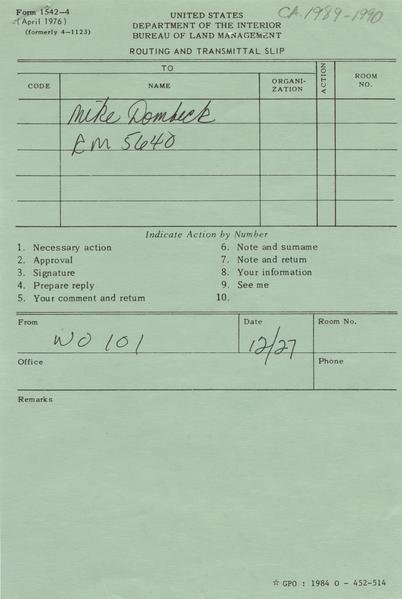 Form 1542-4
(April 1976)
(formerly 4-1123)
CA 1989-1990
UNITED STATES
DEPARTMENT OF THE INTERIOR
BUREAU OF LAND MANAGEMENT
ROUTING AND TRANSMITTAL SLIP
TO
CODE NAME ORGANI-ZATION ACTION ROOM NO.
Mike Dombeck
RM 5640
Indicate Action by Number
1. Necessary action
2. Approval
3. Signature
4. Prepare reply
5. Your comment and return
6. Note and surname
7. Note and return
8. Your information
9. See me
10.
From Date Room No.
WO 101 12/27
Office Phone
Remarks
☆ GPO : 1984 O - 452-514